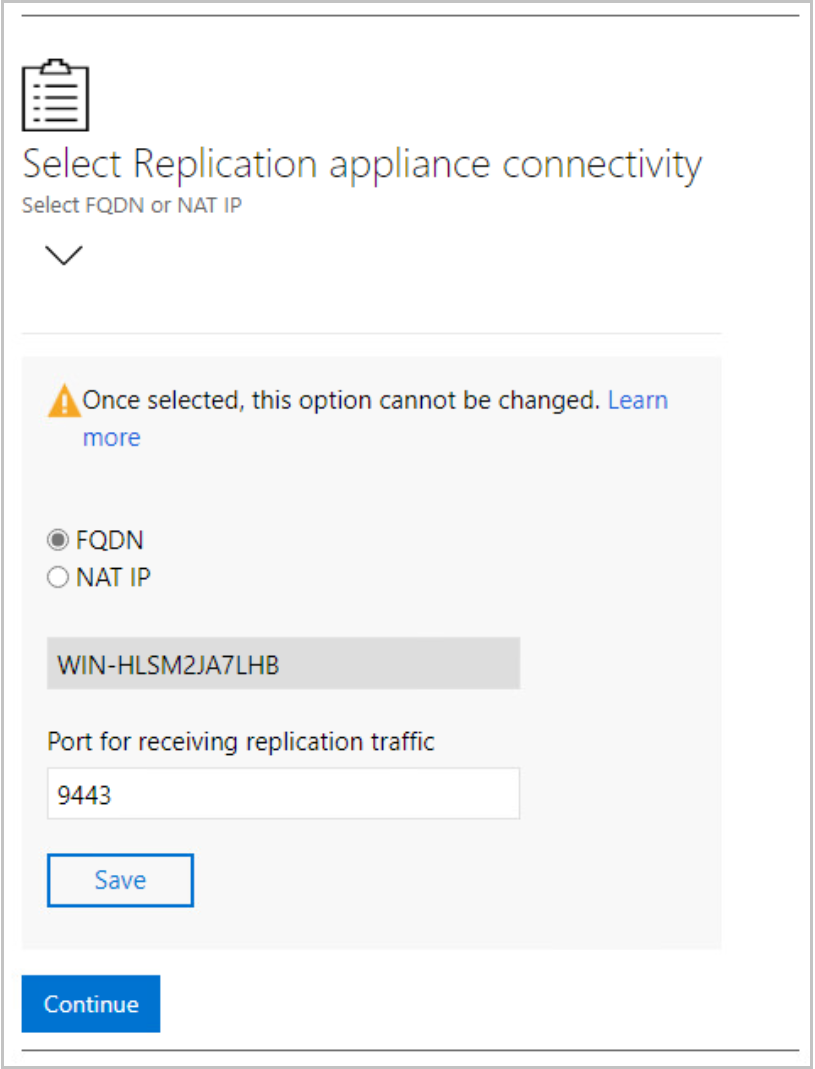 Select Replication appliance connectivity
Select FQDN or NAT IP
Once selected, this option cannot be changed. Learn
more
FQDN
NAT IP
WIN-HLSM2JA7LHB
Port for receiving replication traffic
9443
Save
Continue